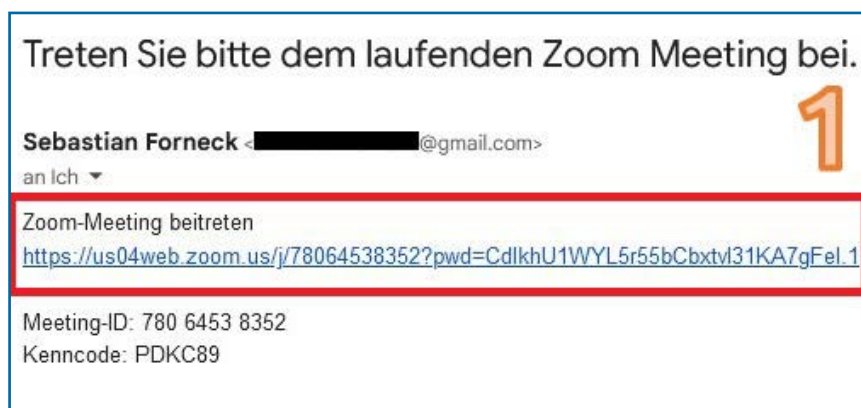 Treten Sie bitte dem laufenden Zoom Meeting bei.
1
Sebastian Forneck < @gmail.com>
an Ich
Zoom-Meeting beitreten
https://us04web.zoom.us/j/78064538352?pwd=CdlkhU1WYL5r55bCbxtvl31KA7gFel.1
Meeting-ID: 780 6453 8352
Kenncode: PDKC89